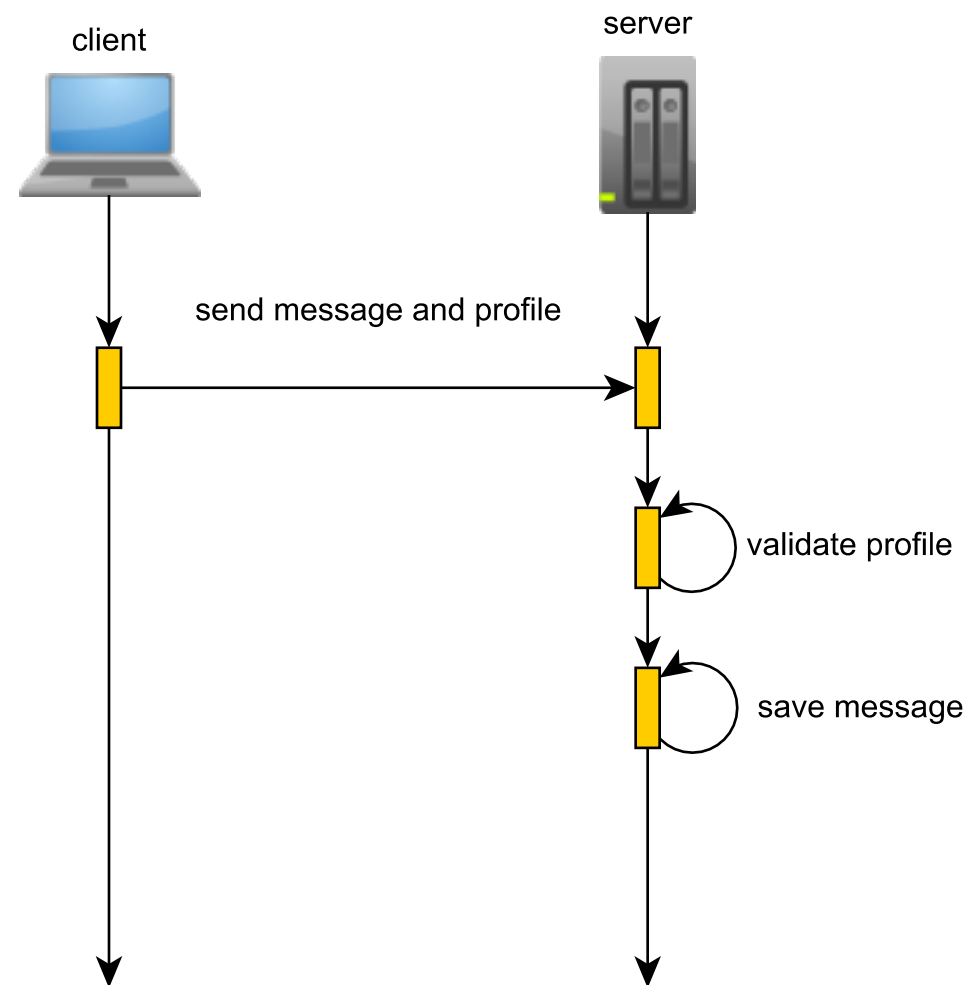 client
server
send message and profile
validate profile
save message